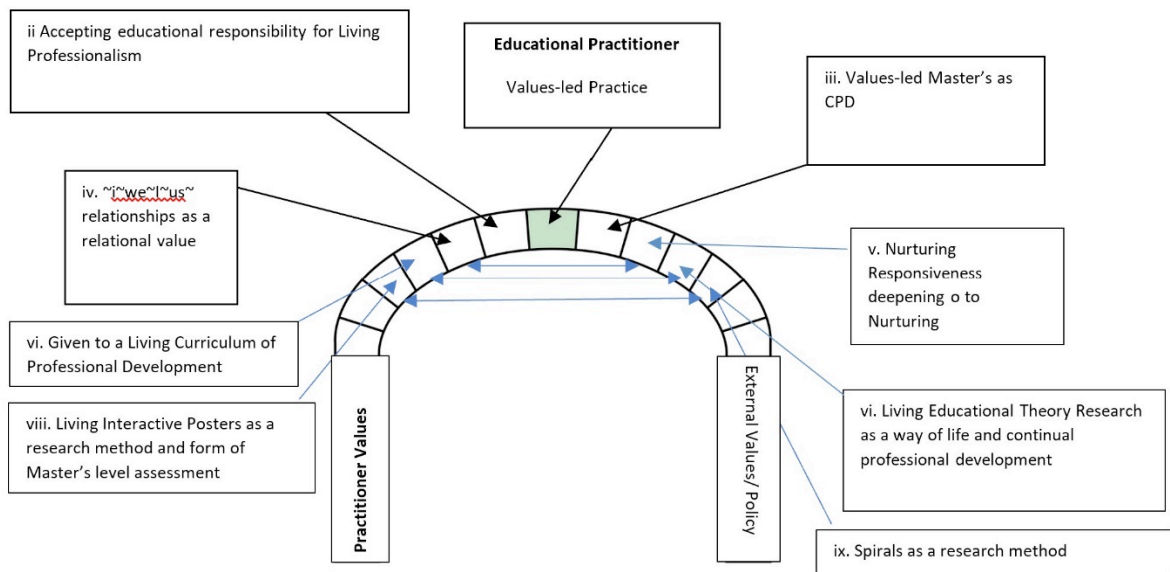 ii Accepting educational responsibility for Living
Professionalism
Educational Practitioner
Values-led Practice
iii. Values-led Master's as
CPD
iv. ~i~we~I~us~
relationships as a
relational value
v. Nurturing
Responsiveness
deepening o to
Nurturing
vi. Given to a Living Curriculum of
Professional Development
viii. Living Interactive Posters as a
research method and form of
Master's level assessment
Practitioner Values
External Values/ Policy
vi. Living Educational Theory Research
as a way of life and continual
professional development
ix. Spirals as a research method